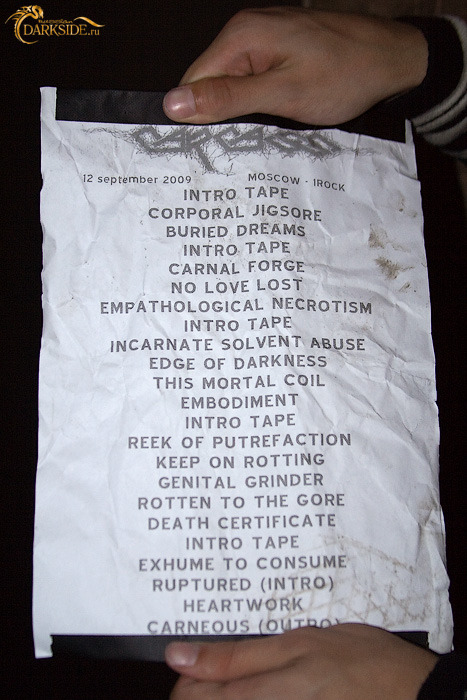 RUSSIAN
DARKSIDE.ru
CARCASS
12 september 2009 MOSCOW - 1ROCK
INTRO TAPE
CORPORAL JIGSORE
BURIED DREAMS
INTRO TAPE
CARNAL FORGE
NO LOVE LOST
EMPATHOLOGICAL NECROTISM
INTRO TAPE
INCARNATE SOLVENT ABUSE
EDGE OF DARKNESS
THIS MORTAL COIL
EMBODIMENT
INTRO TAPE
REEK OF PUTREFACTION
KEEP ON ROTTING
GENITAL GRINDER
ROTTEN TO THE GORE
DEATH CERTIFICATE
INTRO TAPE
EXHUME TO CONSUME
RUPTURED (INTRO)
HEARTWORK
CARNEOUS (OUTRO)